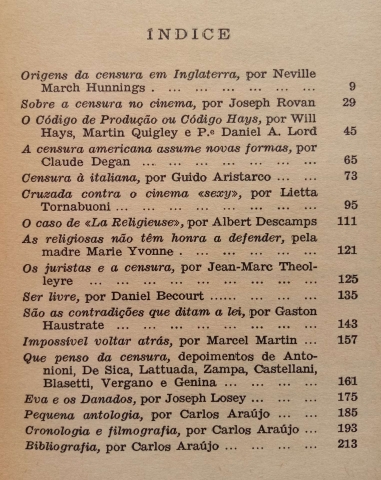 ÍNDICE
Origens da censura em Inglaterra, por Neville
March Hunnings . ... ... ... ... ... ... 9
Sobre a censura no cinema, por Joseph Rovan 29
O Código de Produção ou Código Hays, por Will
Hays, Martin Quigley e P.e Daniel A. Lord 45
A censura americana assume novas formas, por
Claude Degan ... ... ... ... ... ... ... 65
Censura à italiana, por Guido Aristarco ... ... 73
Cruzada contra o cinema «sexy», por Lietta
Tornabuoni ... ... ... ... ... ... ... 95
O caso de «La Religieuse», por Albert Descamps 111
As religiosas não têm honra a defender, pela
madre Marie Yvonne . ... ... ... ... ... 121
Os juristas e a censura, por Jean-Marc Theol-
leyre ... ... ... ... ... ... ... ... ... 125
Ser livre, por Daniel Becourt ... ... ... ... 135
São as contradições que ditam a lei, por Gaston
Haustrate ... ... ... ... ... ... ... ... 143
Impossível voltar atrás, por Marcel Martin ... 157
Que penso da censura, depoimentos de Anto-
nioni, De Sica, Lattuada, Zampa, Castellani,
Blasetti, Vergano e Genina ... ... ... ... 161
Eva e os Danados, por Joseph Losey ... ... 175
Pequena antologia, por Carlos Araújo ... ... 185
Cronologia e filmografia, por Carlos Araújo ... 193
Bibliografia, por Carlos Araújo ... ... ... ... 213